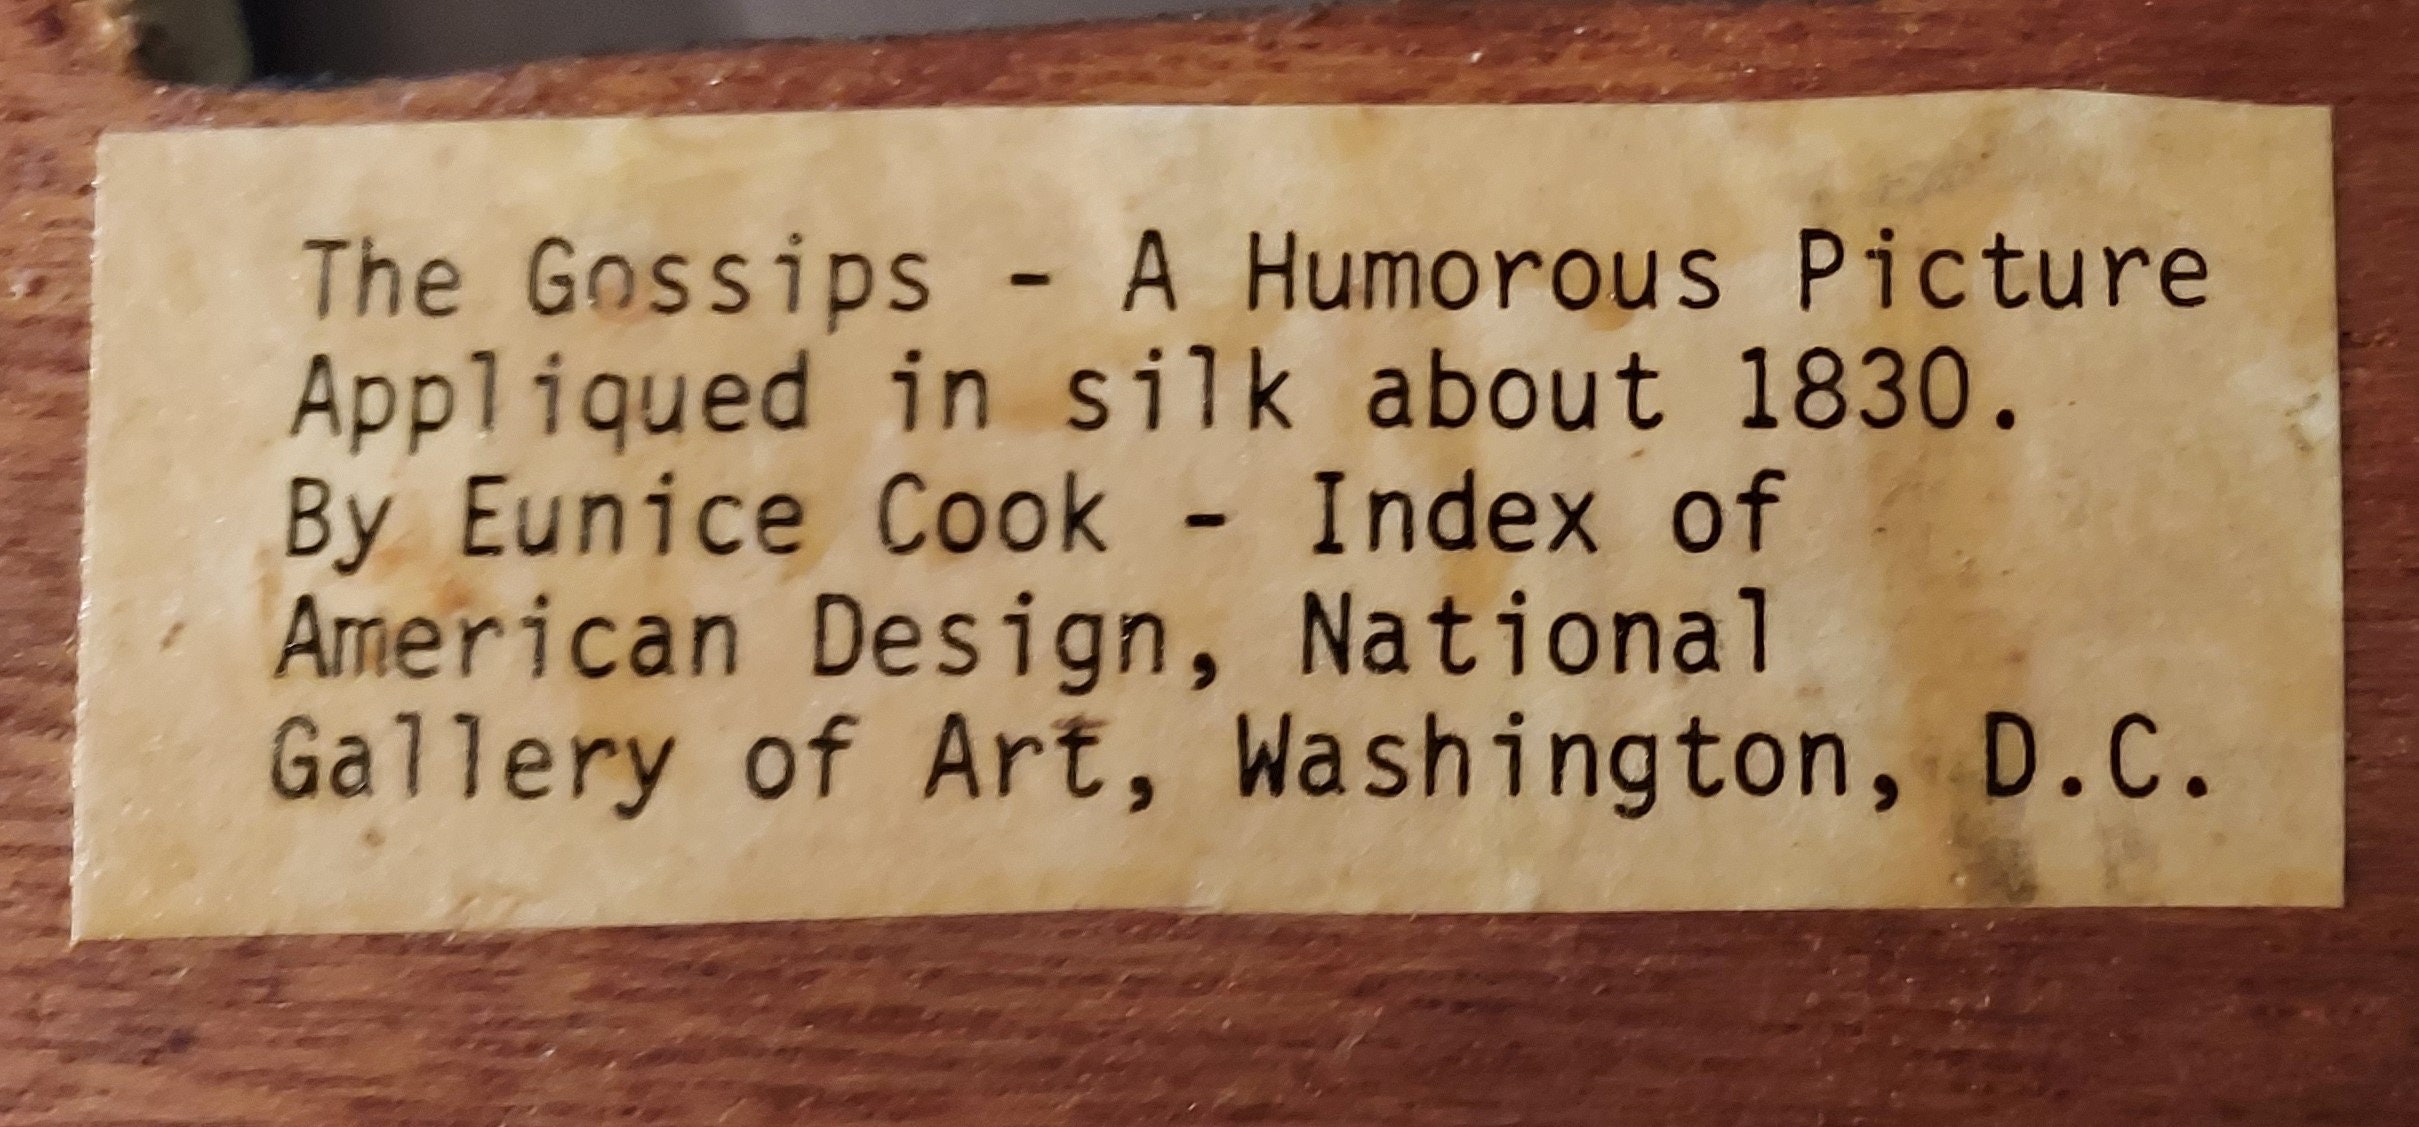 The Gossips - A Humorous Picture
Appliqued in silk about 1830.
By Eunice Cook - Index of
American Design, National
Gallery of Art, Washington, D.C.